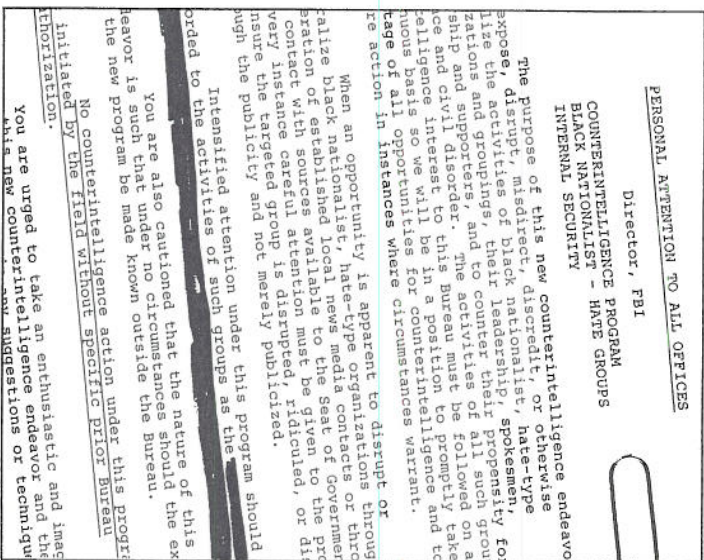 PERSONAL ATTENTION TO ALL OFFICES
Director, FBI
COUNTERINTELLIGENCE PROGRAM
BLACK NATIONALIST - HATE GROUPS
INTERNAL SECURITY
The purpose of this new counterintelligence endeavo
expose, disrupt, misdirect, discredit, or otherwise
lize the activities of black nationalist, hate-type
zations and groupings, their leadership, spokesmen,
ship and supporters, and to counter their propensity fo
ce and civil disorder. The activities of all such grou
telligence interest to this Bureau must be followed on a
nuous basis so we will be in a position to promptly take
tage of all opportunities for counterintelligence and to
re action in instances where circumstances warrant.
When an opportunity is apparent to disrupt or
ralize black nationalist, hate-type organizations throug
eration of established local news media contacts or thro
contact with sources available to the Seat of Governmen
very instance careful attention must be given to the pro
nsure the targeted group is disrupted, ridiculed, or dis
ough the publicity and not merely publicized.
Intensified attention under this program should
orded to the activities of such groups as the
You are also cautioned that the nature of this
deavor is such that under no circumstances should the ex
the new program be made known outside the Bureau.
No counterintelligence action under this progra
initiated by the field without specific prior Bureau
thorization.
You are urged to take an enthusiastic and imag
this new counterintelligence endeavor and the
any suggestions or technique